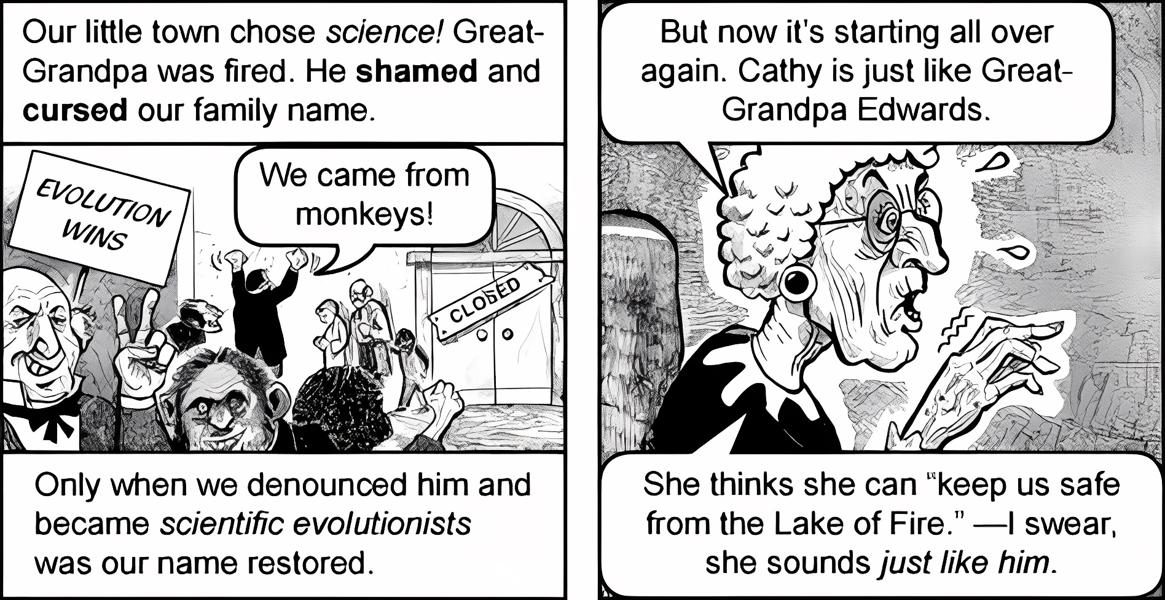 Our little town chose science! Great-
Grandpa was fired. He shamed and
cursed our family name.
EVOLUTION
WINS
We came from
monkeys!
CLOSED
Only when we denounced him and
became scientific evolutionists
was our name restored.
But now it's starting all over
again. Cathy is just like Great-
Grandpa Edwards.
She thinks she can "keep us safe
from the Lake of Fire." —I swear,
she sounds just like him.